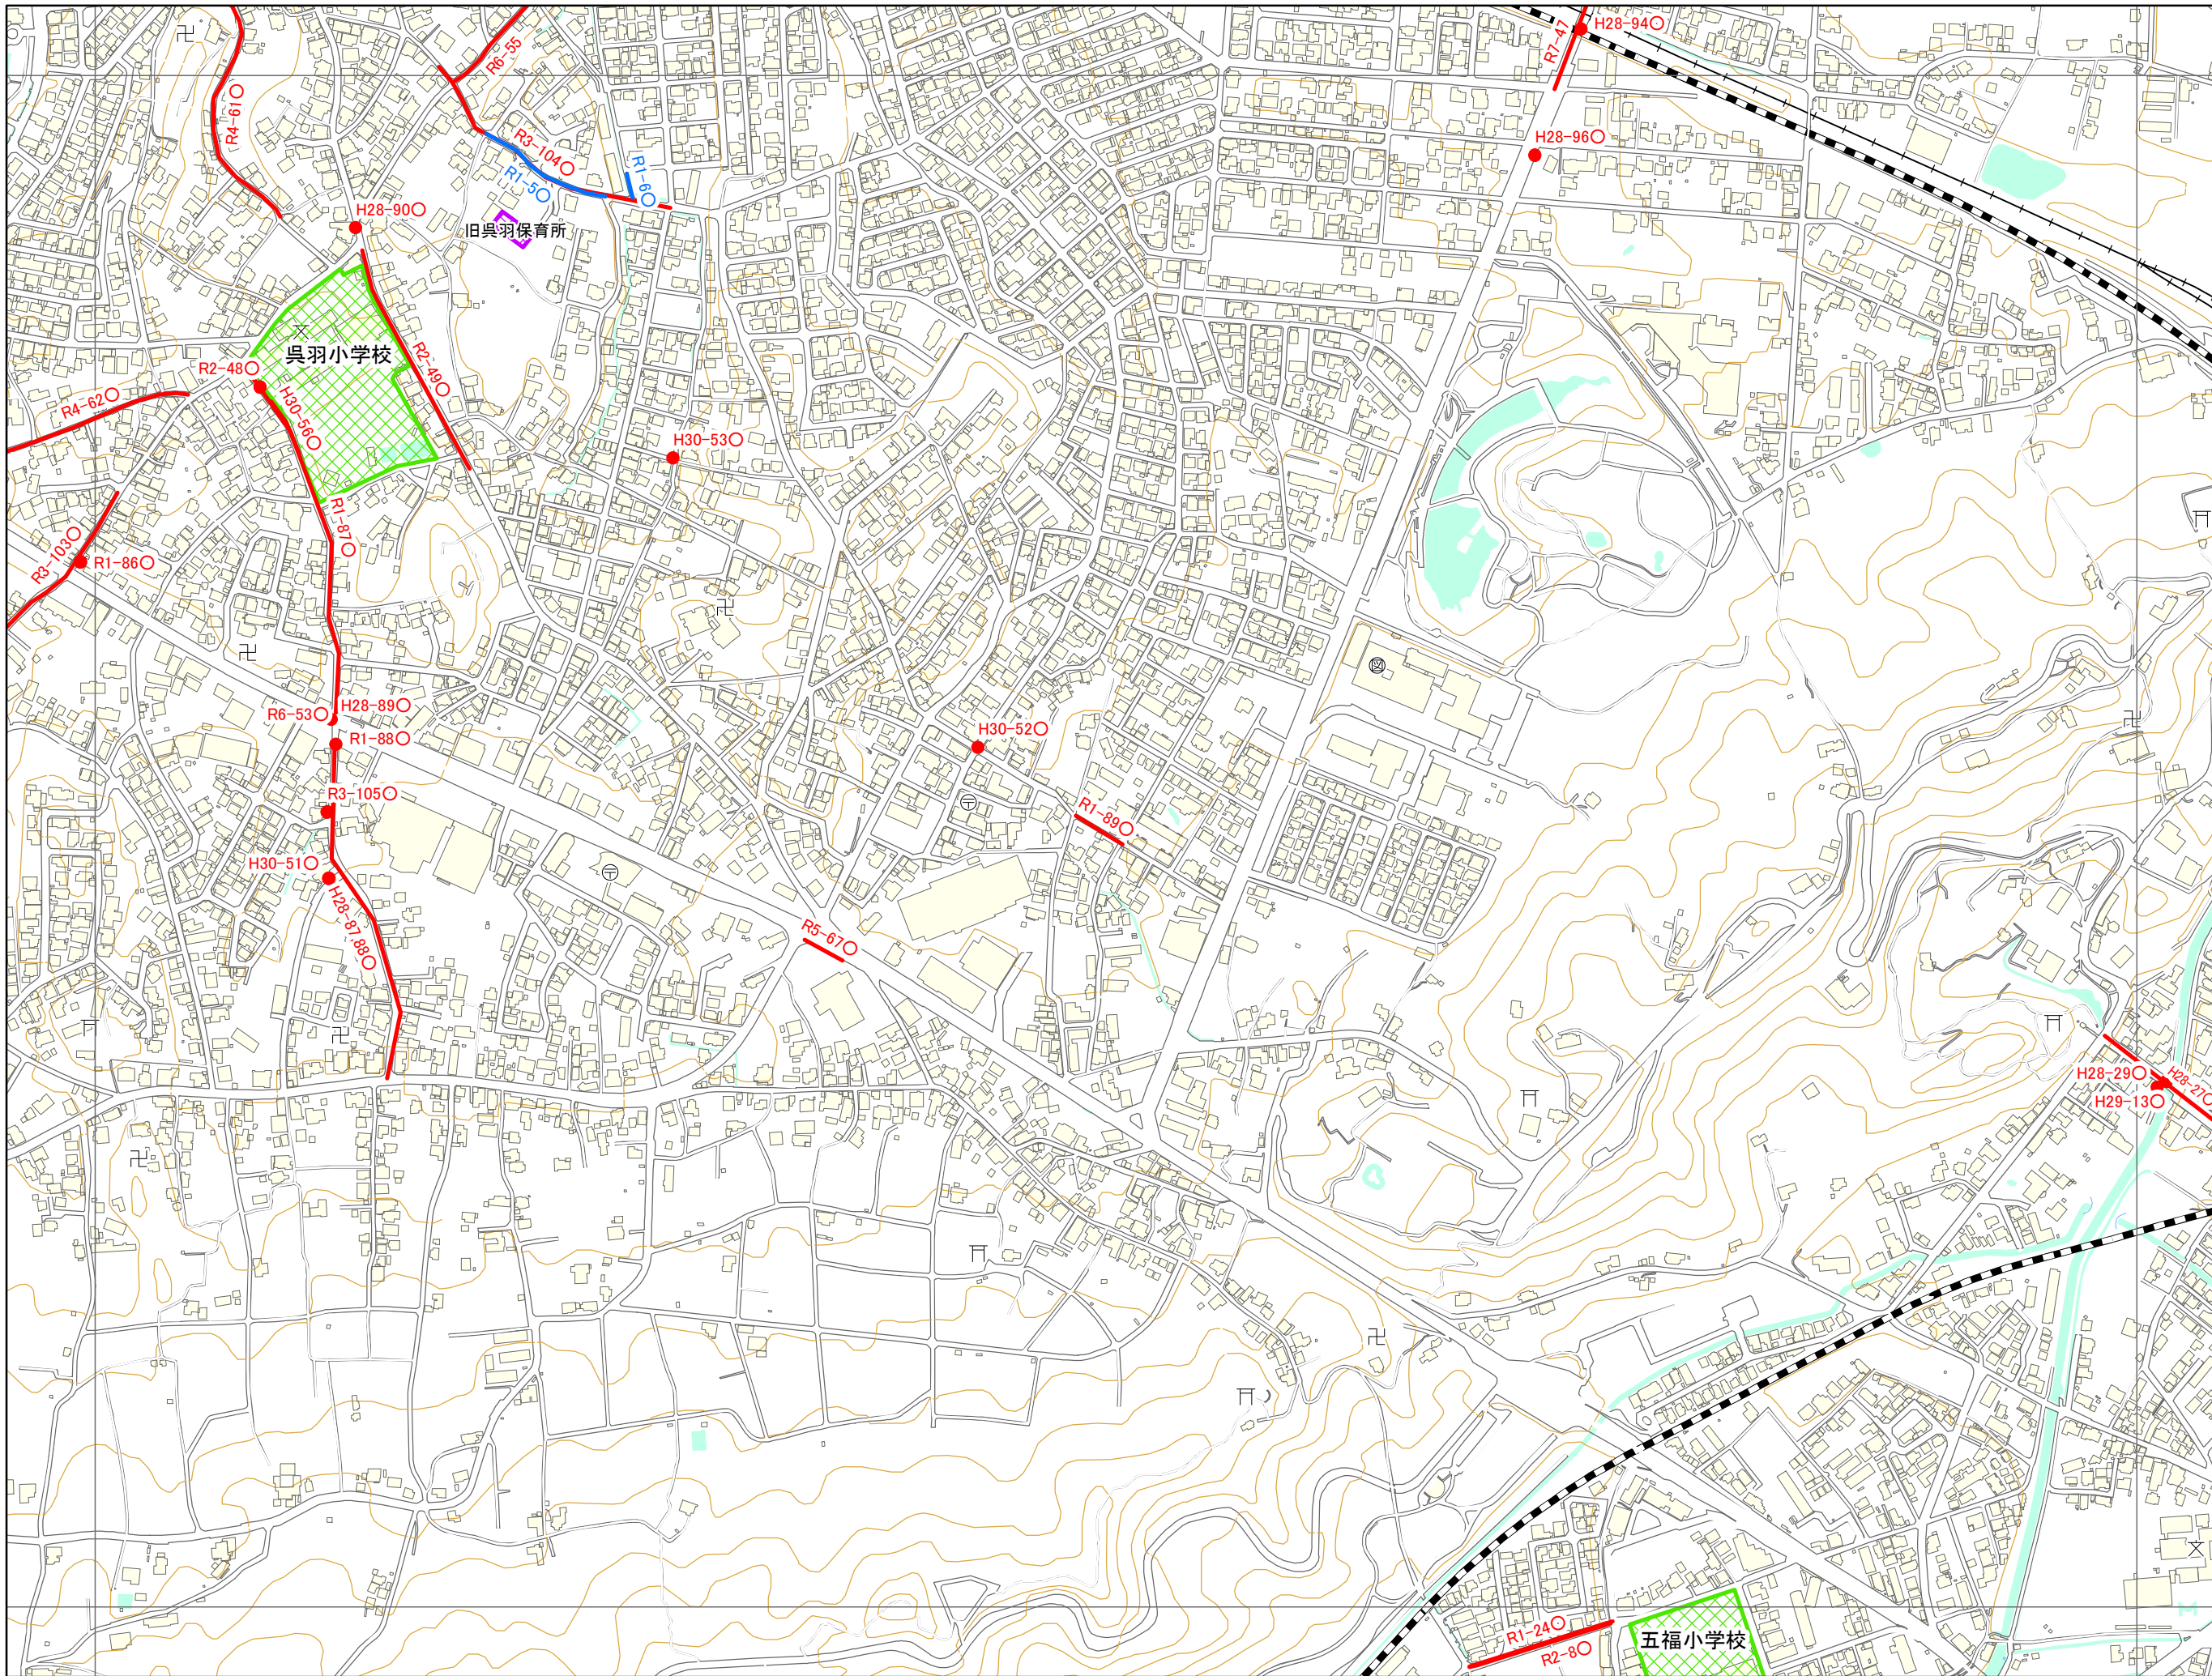 R6-55
R7-47
H28-94○
R4-61○
R3-104○
H28-96○
R1-5○
R1-6○
H28-90○
旧呉羽保育所
文
呉羽小学校
R2-49○
R2-48○
R4-62○
H30-56○
H30-53○
R1-87○
R3-103○
R1-86○
図
H28-89○
R6-53○
R1-88○
H30-52○
R3-105○
R1-89○
H30-51○
H28-87,88○
R5-67○
H28-29○
H28-27○
H29-13○
文
R1-24○
R2-8○
五福小学校